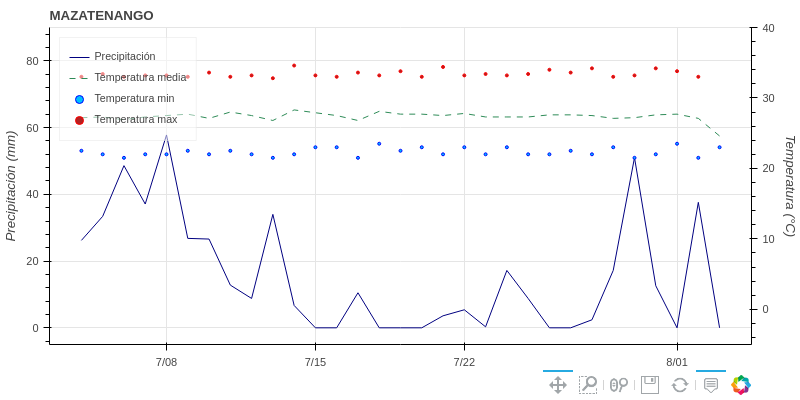 MAZATENANGO
Precipitación
Temperatura media
Temperatura min
Temperatura max
80
60
40
20
0
Precipitación (mm)
40
30
20
10
0
Temperatura (°C)
7/08
7/15
7/22
8/01